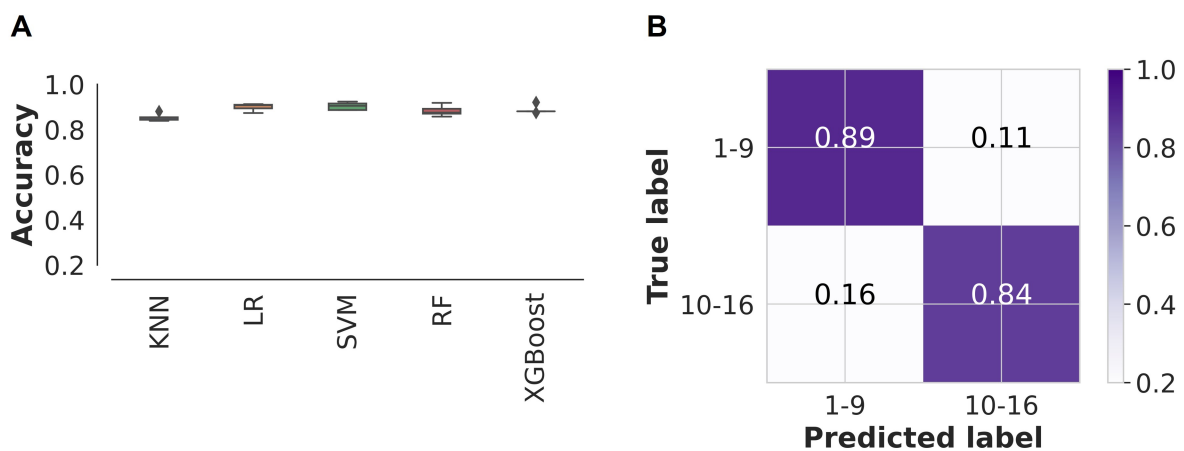 A
Accuracy
1.0
0.8
0.6
0.4
0.2
KNN
LR
SVM
RF
XGBoost
B
True label
1-9
10-16
0.89
0.11
0.16
0.84
1-9
10-16
Predicted label
1.0
0.8
0.6
0.4
0.2